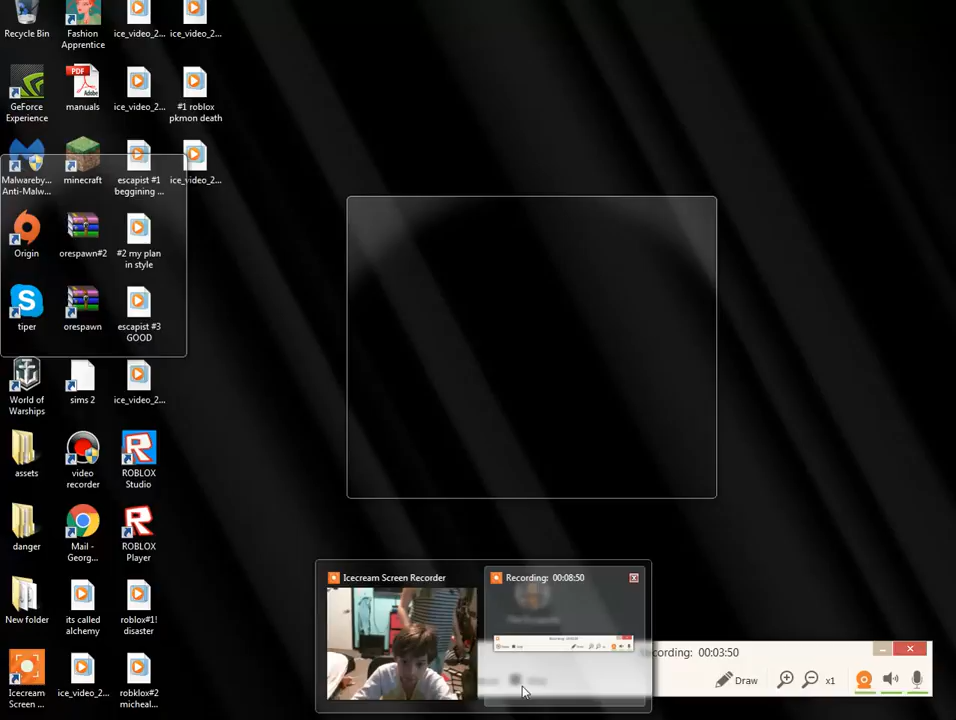 Recycle Bin
Fashion
Apprentice
ice_video_2...
ice_video_2...
GeForce
Experience
PDF
Adobe
manuals
ice_video_2...
#1 roblox
pkmon death
Malwareby...
Anti-Malw...
minecraft
escapist #1
beggining ...
ice_video_2...
Origin
orespawn#2
#2 my plan
in style
S
tiper
orespawn
escapist #3
GOOD
World of
Warships
sims 2
ice_video_2...
assets
video
recorder
ROBLOX
Studio
danger
Mail -
Georg...
ROBLOX
Player
New folder
its called
alchemy
roblox#1!
disaster
Icecream
Screen ...
ice_video_2...
robklox#2
micheal...
Icecream Screen Recorder
Recording: 00:08:50
ecording: 00:03:50
Draw
x1